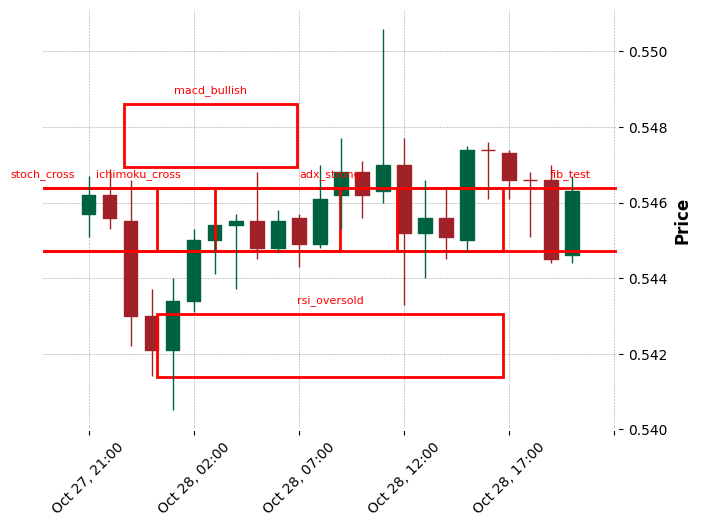 0.550
macd_bullish
0.548
stoch_cross
ichimoku_cross
adx_strong
fib_test
0.546
Price
0.544
rsi_oversold
0.542
0.540
Oct 27, 21:00
Oct 28, 02:00
Oct 28, 07:00
Oct 28, 12:00
Oct 28, 17:00